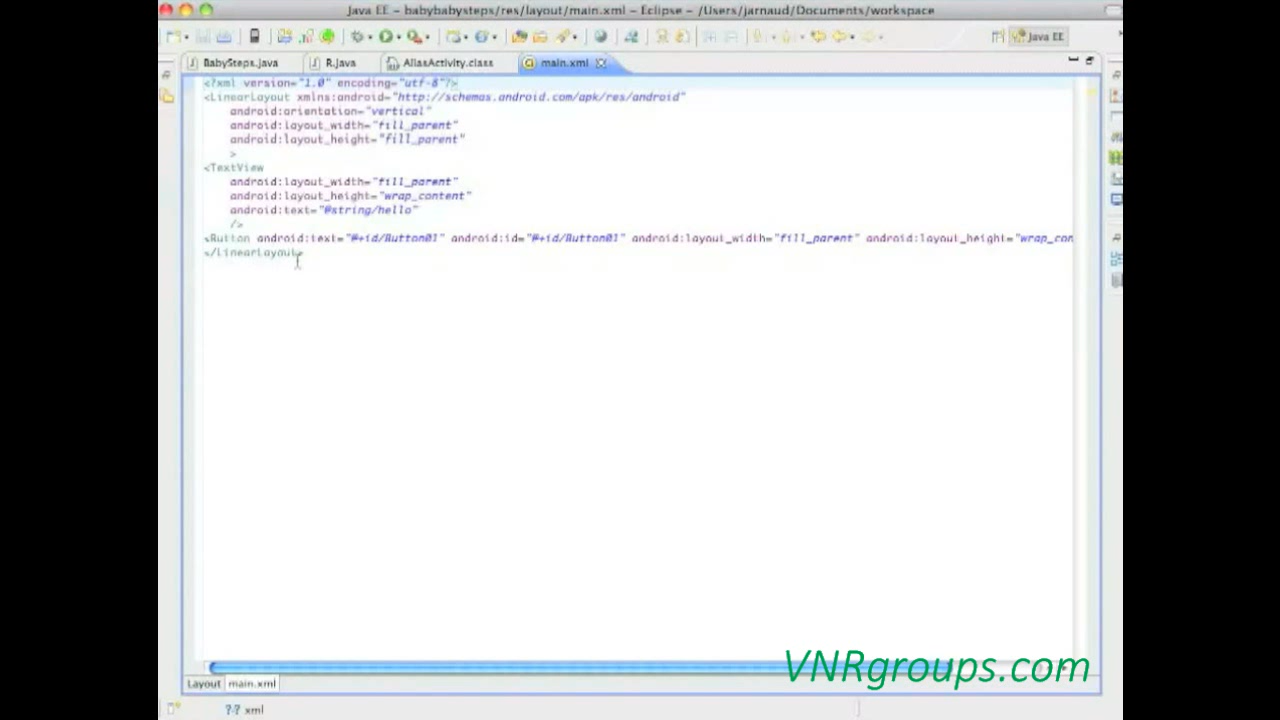 Java EE – babybabysteps/res/layout/main.xml – Eclipse – /Users/jarnaud/Documents/workspace
Java EE
BabySteps.java R.java AliasActivity.class main.xml
<?xml version="1.0" encoding="utf-8"?>
<LinearLayout xmlns:android="http://schemas.android.com/apk/res/android"
android:orientation="vertical"
android:layout_width="fill_parent"
android:layout_height="fill_parent"
>
<TextView
android:layout_width="fill_parent"
android:layout_height="wrap_content"
android:text="@string/hello"
/>
<Button android:text="@+id/Button01" android:id="@+id/Button01" android:layout_width="fill_parent" android:layout_height="wrap_con
</LinearLayout>
VNRgroups.com
Layout main.xml
?-? xml